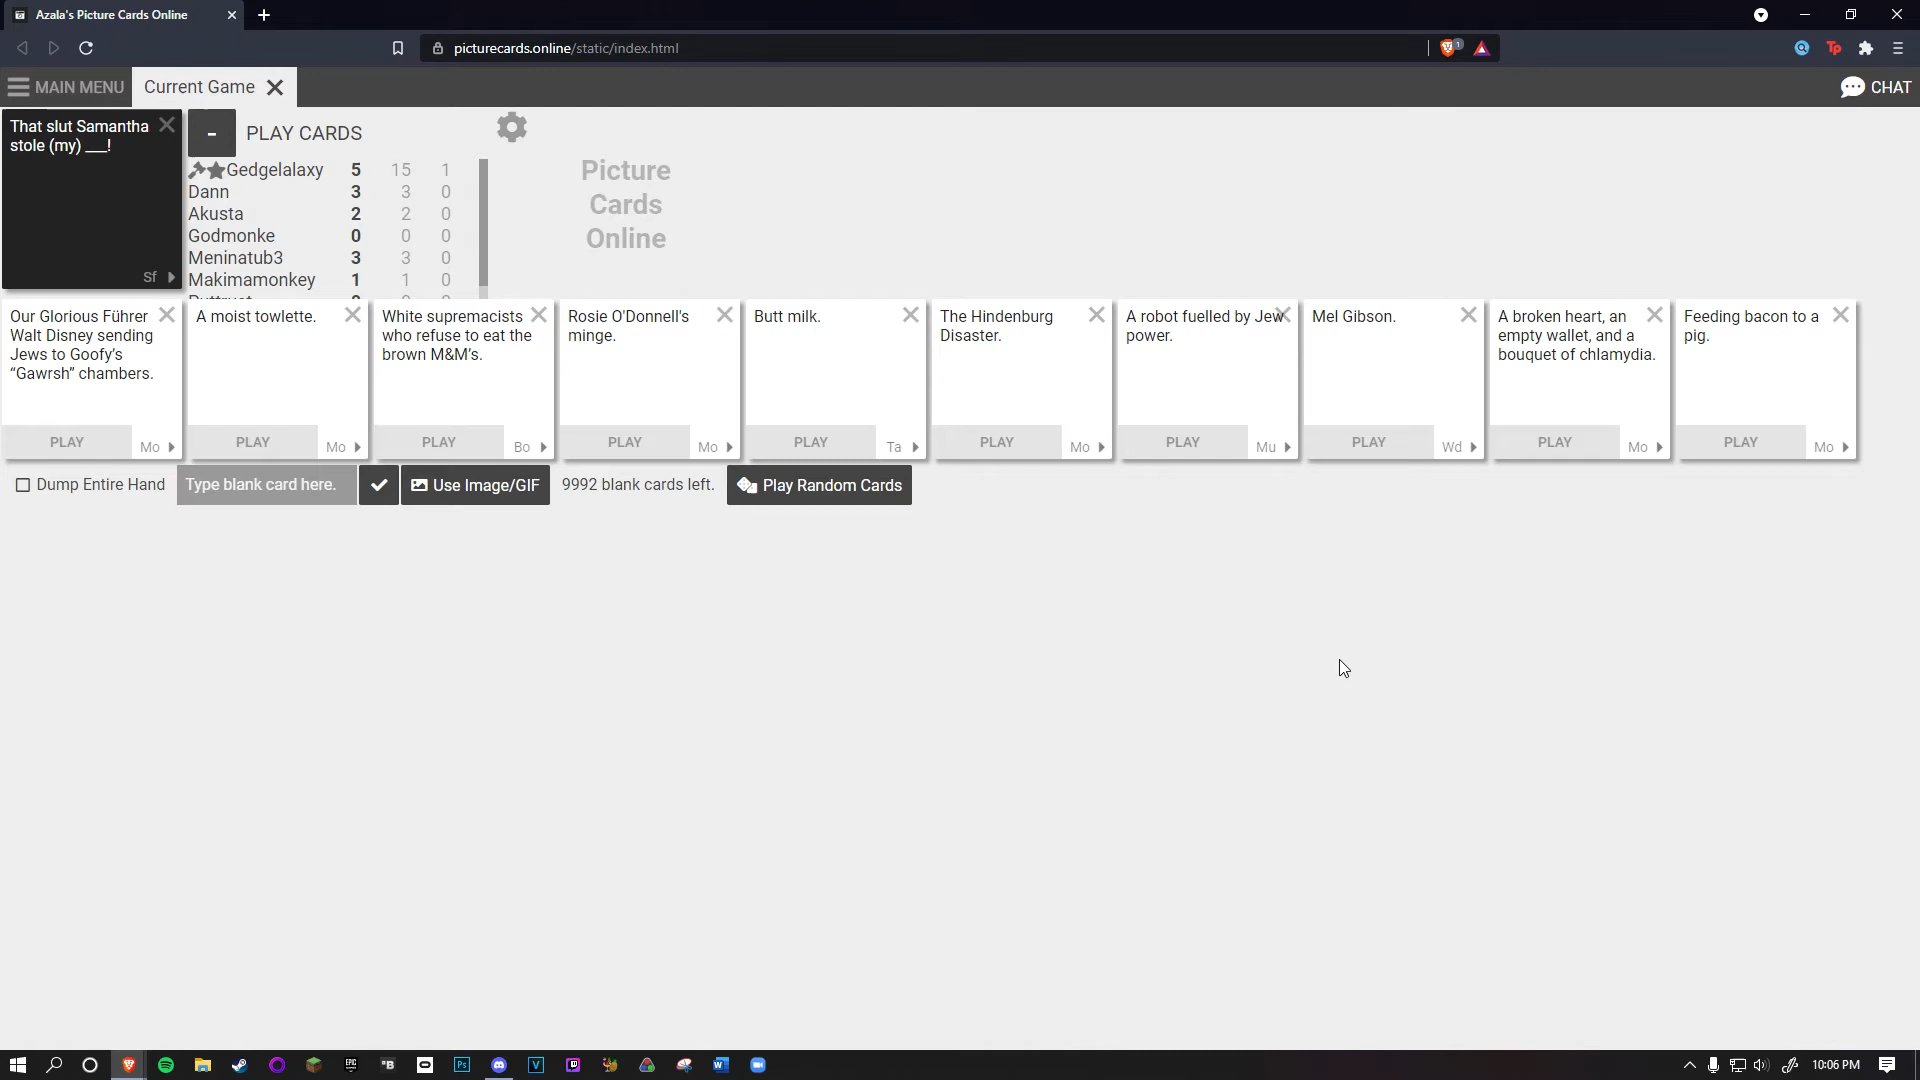 Azala's Picture Cards Online
picturecards.online/static/index.html
1
Tp
MAIN MENU
Current Game
CHAT
That slut Samantha
stole (my) ___!
Sf
-
PLAY CARDS
Gedgelalaxy 5 15 1
Dann 3 3 0
Akusta 2 2 0
Godmonke 0 0 0
Meninatub3 3 3 0
Makimamonkey 1 1 0
Picture
Cards
Online
Our Glorious Führer
Walt Disney sending
Jews to Goofy's
“Gawrsh” chambers.
PLAY
Mo
A moist towlette.
PLAY
Mo
White supremacists
who refuse to eat the
brown M&M's.
PLAY
Bo
Rosie O'Donnell's
minge.
PLAY
Mo
Butt milk.
PLAY
Ta
The Hindenburg
Disaster.
PLAY
Mo
A robot fuelled by Jew
power.
PLAY
Mu
Mel Gibson.
PLAY
Wd
A broken heart, an
empty wallet, and a
bouquet of chlamydia.
PLAY
Mo
Feeding bacon to a
pig.
PLAY
Mo
Dump Entire Hand
Type blank card here.
Use Image/GIF
9992 blank cards left.
Play Random Cards
EPIC
B
Ps
V
W
10:06 PM